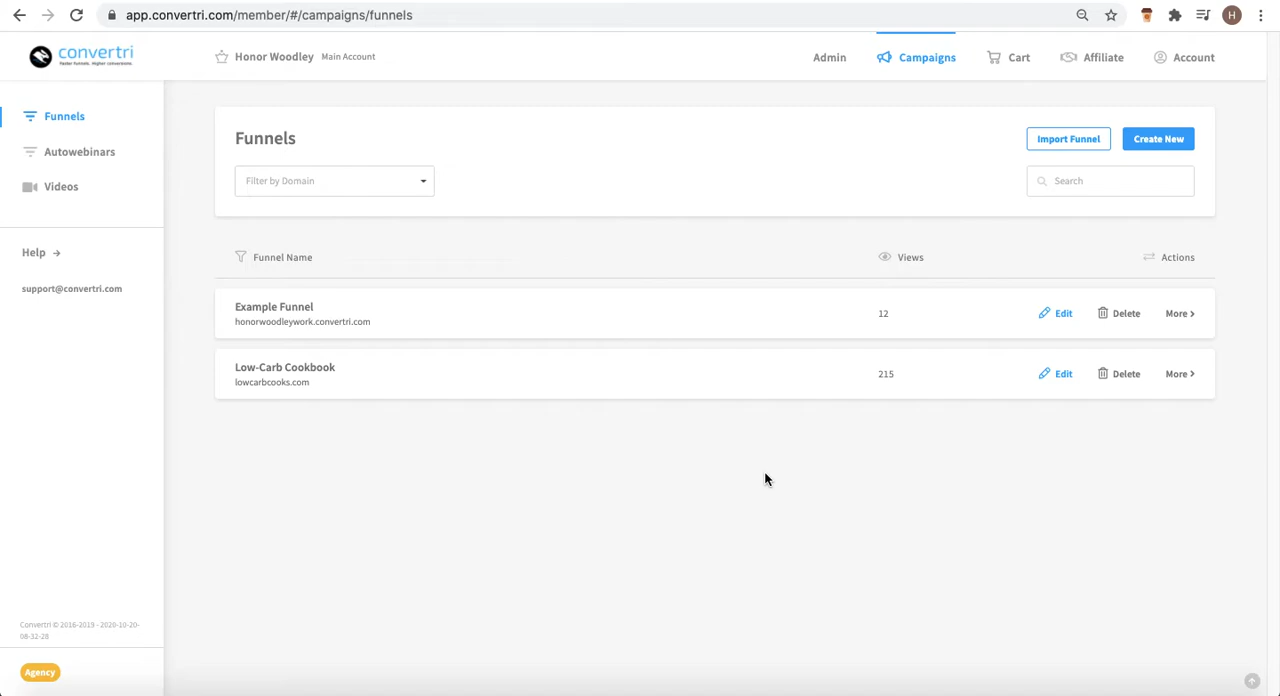 app.convertri.com/member/#/campaigns/funnels
H
convertri
Faster funnels. Higher conversions.
Honor Woodley Main Account
Admin
Campaigns
Cart
Affiliate
Account
Funnels
Autowebinars
Videos
Help →
support@convertri.com
Funnels
Import Funnel
Create New
Filter by Domain
Search
Funnel Name
Views
Actions
Example Funnel
honorwoodleywork.convertri.com
12
Edit
Delete
More >
Low-Carb Cookbook
lowcarbcooks.com
215
Edit
Delete
More >
Convertri © 2016-2019 - 2020-10-20-
08-32-28
Agency